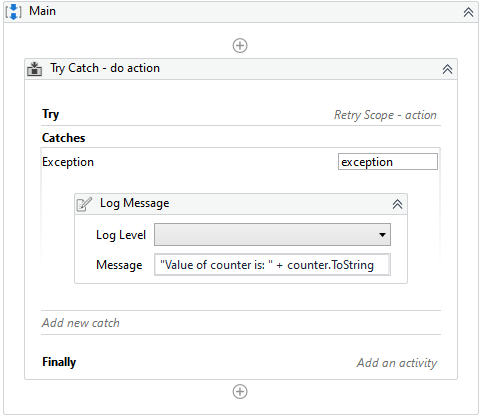 Main
Try Catch - do action
Try
Retry Scope - action
Catches
Exception
exception
Log Message
Log Level
Message
"Value of counter is: " + counter.ToString
Add new catch
Finally
Add an activity